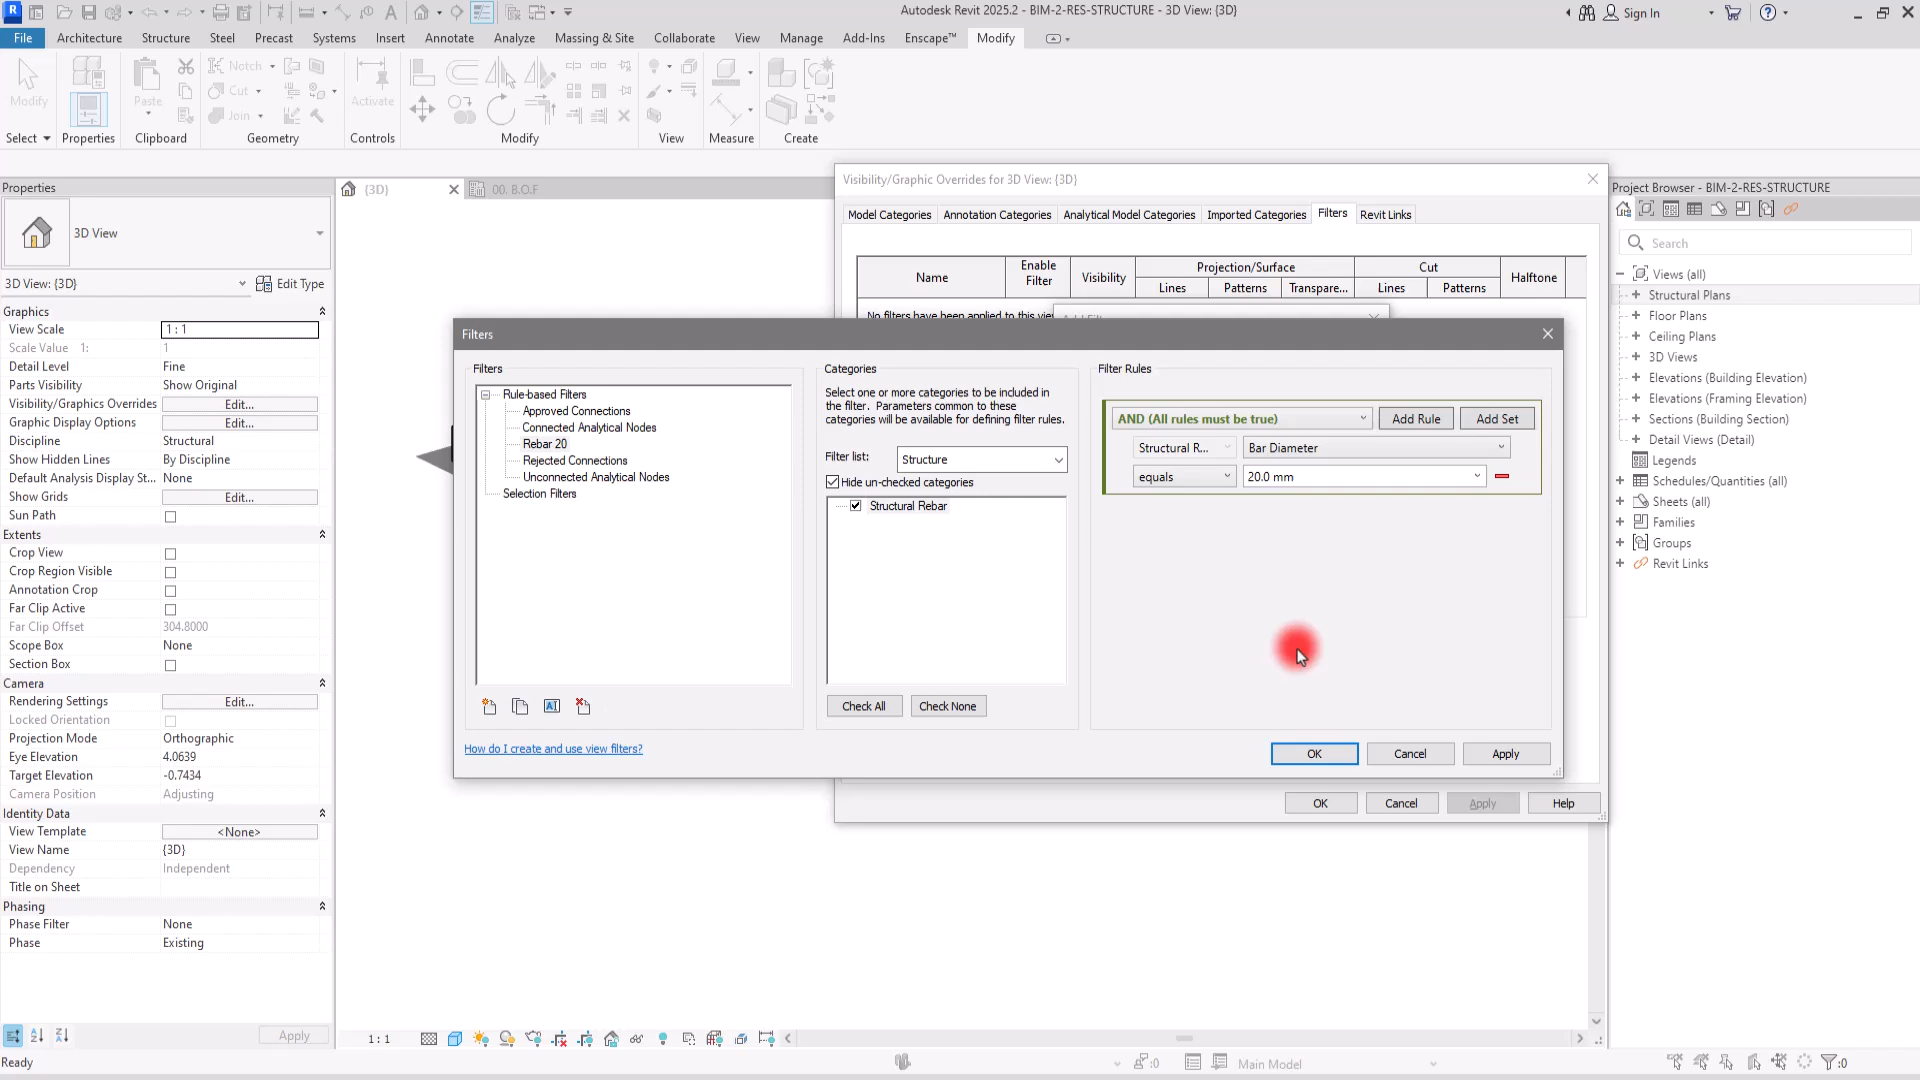 Autodesk Revit 2025.2 - BIM-2-RES-STRUCTURE - 3D View: {3D}
Sign In
File Architecture Structure Steel Precast Systems Insert Annotate Analyze Massing & Site Collaborate View Manage Add-Ins Enscape™ Modify
Modify
Paste
Notch
Cut
Join
Activate
Select Properties Clipboard Geometry Controls Modify View Measure Create
Properties
3D View
3D View: {3D} Edit Type
Graphics
View Scale 1 : 1
Scale Value 1: 1
Detail Level Fine
Parts Visibility Show Original
Visibility/Graphics Overrides Edit...
Graphic Display Options Edit...
Discipline Structural
Show Hidden Lines By Discipline
Default Analysis Display St... None
Show Grids Edit...
Sun Path
Extents
Crop View
Crop Region Visible
Annotation Crop
Far Clip Active
Far Clip Offset 304.8000
Scope Box None
Section Box
Camera
Rendering Settings Edit...
Locked Orientation
Projection Mode Orthographic
Eye Elevation 4.0639
Target Elevation -0.7434
Camera Position Adjusting
Identity Data
View Template <None>
View Name {3D}
Dependency Independent
Title on Sheet
Phasing
Phase Filter None
Phase Existing
Apply
Ready
{3D}
00. B.O.F
Visibility/Graphic Overrides for 3D View: {3D}
Model Categories Annotation Categories Analytical Model Categories Imported Categories Filters Revit Links
Name Enable Filter Visibility Projection/Surface Cut Halftone
Lines Patterns Transpare... Lines Patterns
No filters have been applied to this view
Filters
Filters
Rule-based Filters
Approved Connections
Connected Analytical Nodes
Rebar 20
Rejected Connections
Unconnected Analytical Nodes
Selection Filters
How do I create and use view filters?
Categories
Select one or more categories to be included in
the filter. Parameters common to these
categories will be available for defining filter rules.
Filter list: Structure
Hide un-checked categories
Structural Rebar
Check All Check None
Filter Rules
AND (All rules must be true) Add Rule Add Set
Structural R... Bar Diameter
equals 20.0 mm
OK Cancel Apply
OK Cancel Apply Help
Project Browser - BIM-2-RES-STRUCTURE
Search
Views (all)
Structural Plans
Floor Plans
Ceiling Plans
3D Views
Elevations (Building Elevation)
Elevations (Framing Elevation)
Sections (Building Section)
Detail Views (Detail)
Legends
Schedules/Quantities (all)
Sheets (all)
Families
Groups
Revit Links
1 : 1
:0
Main Model
:0